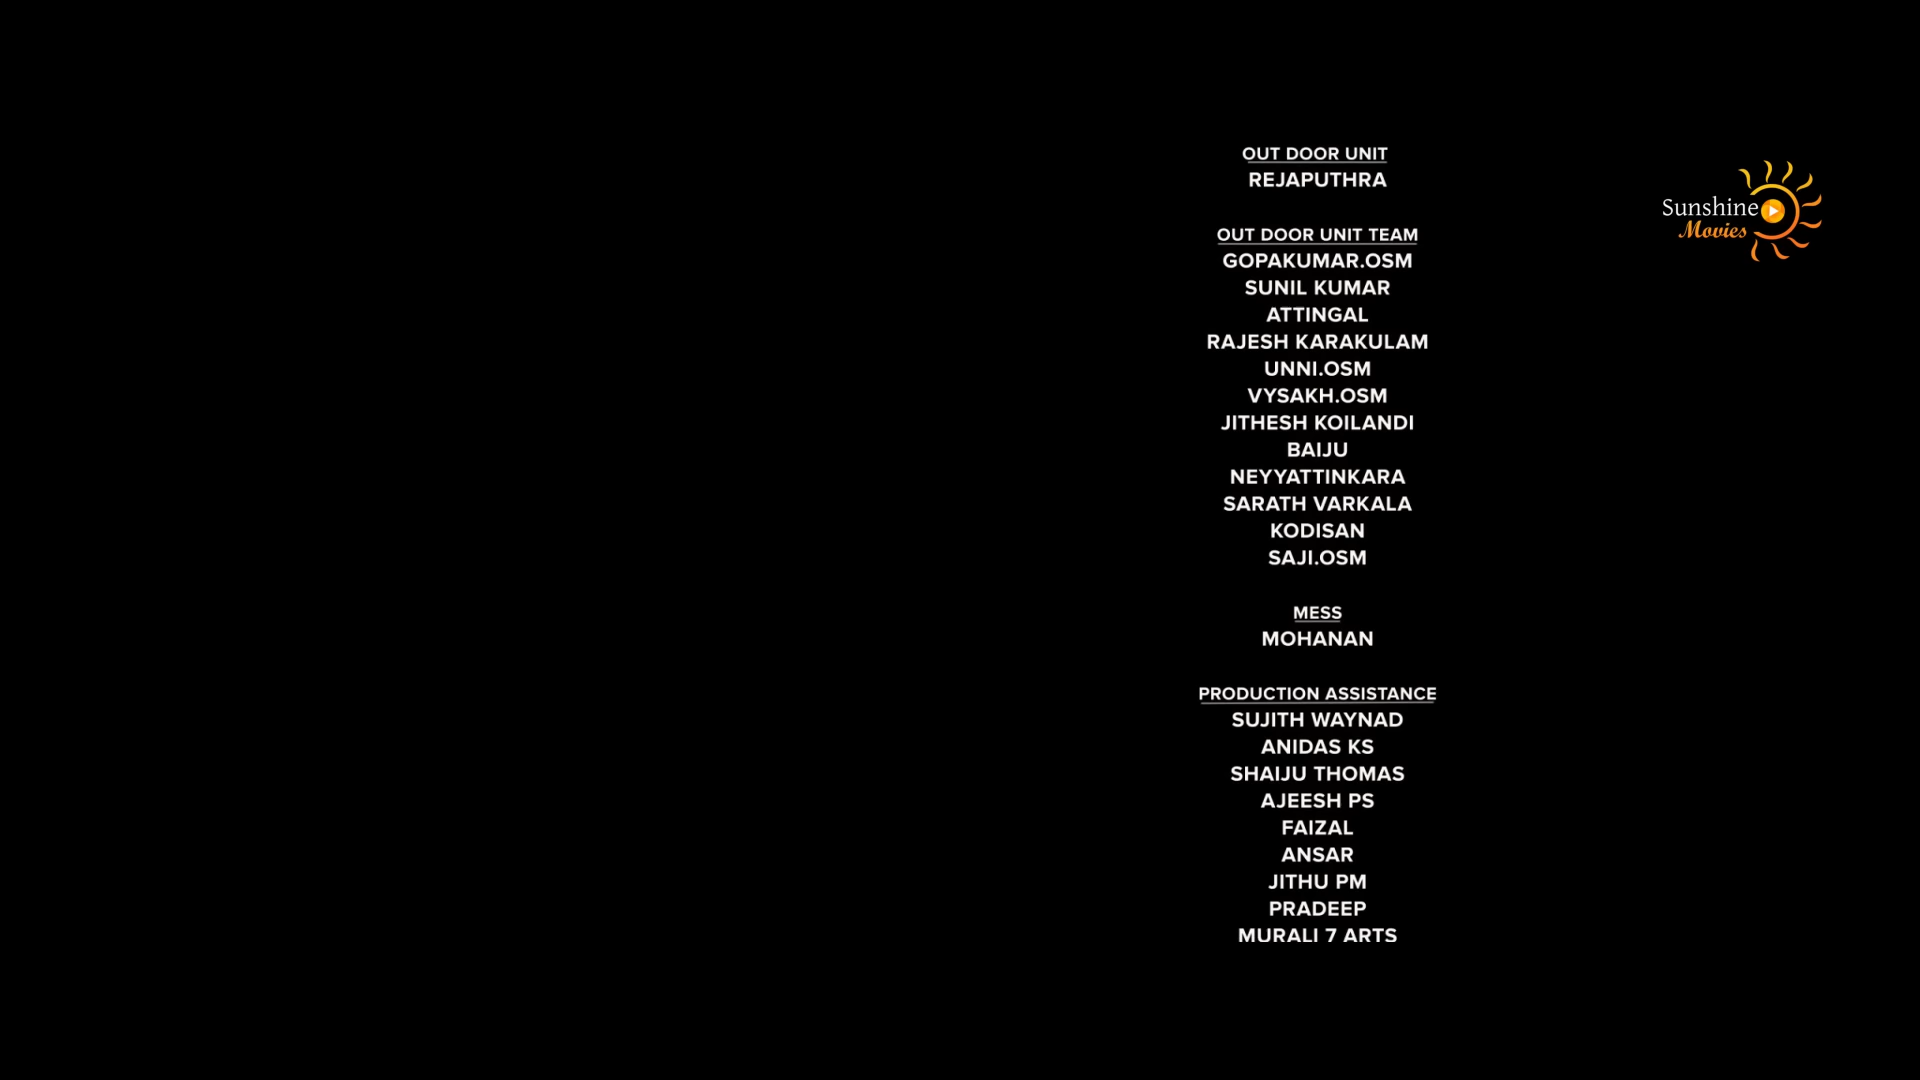 OUT DOOR UNIT
REJAPUTHRA
OUT DOOR UNIT TEAM
GOPAKUMAR.OSM
SUNIL KUMAR
ATTINGAL
RAJESH KARAKULAM
UNNI.OSM
VYSAKH.OSM
JITHESH KOILANDI
BAIJU
NEYYATTINKARA
SARATH VARKALA
KODISAN
SAJI.OSM
MESS
MOHANAN
PRODUCTION ASSISTANCE
SUJITH WAYNAD
ANIDAS KS
SHAIJU THOMAS
AJEESH PS
FAIZAL
ANSAR
JITHU PM
PRADEEP
MURALI 7 ARTS
Sunshine
Movies